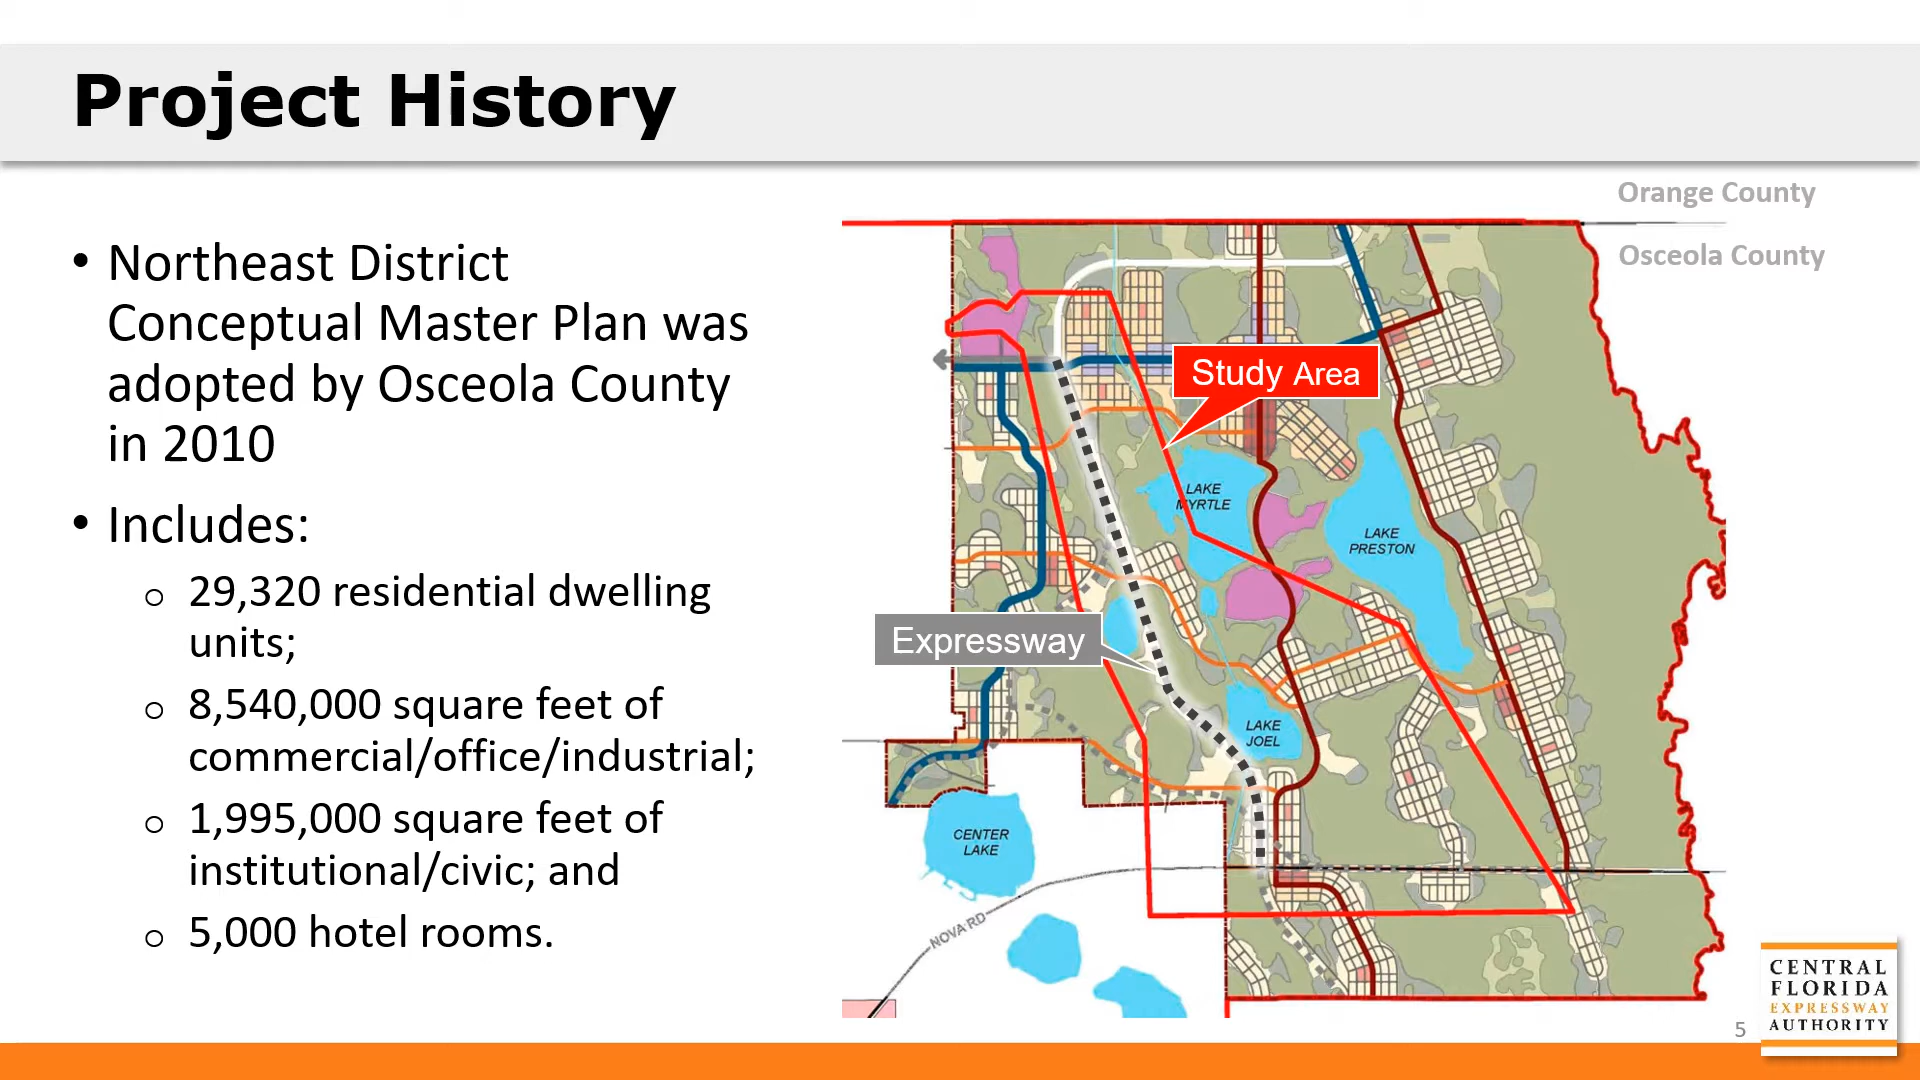 Project History
• Northeast District
Conceptual Master Plan was
adopted by Osceola County
in 2010
• Includes:
o 29,320 residential dwelling
units;
o 8,540,000 square feet of
commercial/office/industrial;
o 1,995,000 square feet of
institutional/civic; and
o 5,000 hotel rooms.
Orange County
Osceola County
Study Area
LAKE
MYRTLE
LAKE
PRESTON
Expressway
LAKE
JOEL
CENTER
LAKE
NOVA RD
CENTRAL
FLORIDA
EXPRESSWAY
AUTHORITY
5